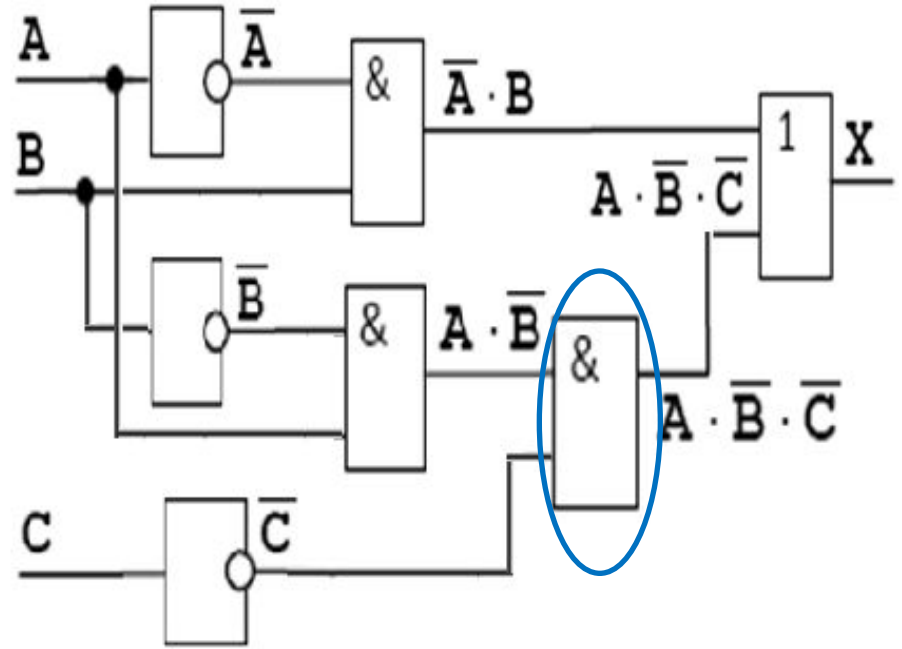 A
A̅
&
A̅ · B
1
X
B
A · B̅ · C̅
B̅
&
A · B̅
&
A · B̅ · C̅
C
C̅